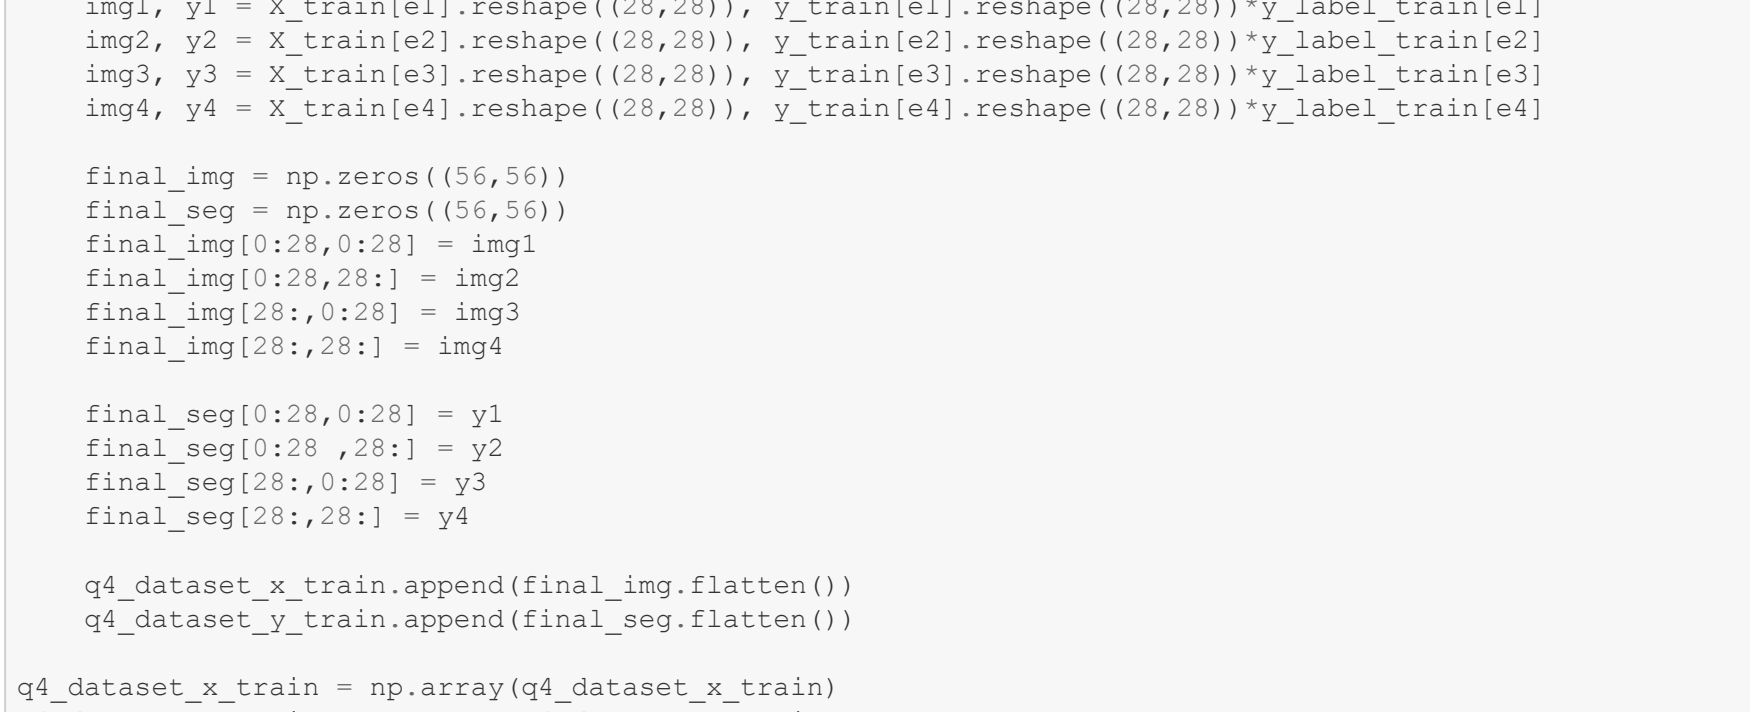 img1, y1 = X_train[e1].reshape((28,28)), y_train[e1].reshape((28,28))*y_label_train[e1]
    img2, y2 = X_train[e2].reshape((28,28)), y_train[e2].reshape((28,28))*y_label_train[e2]
    img3, y3 = X_train[e3].reshape((28,28)), y_train[e3].reshape((28,28))*y_label_train[e3]
    img4, y4 = X_train[e4].reshape((28,28)), y_train[e4].reshape((28,28))*y_label_train[e4]

    final_img = np.zeros((56,56))
    final_seg = np.zeros((56,56))
    final_img[0:28,0:28] = img1
    final_img[0:28,28:] = img2
    final_img[28:,0:28] = img3
    final_img[28:,28:] = img4

    final_seg[0:28,0:28] = y1
    final_seg[0:28 ,28:] = y2
    final_seg[28:,0:28] = y3
    final_seg[28:,28:] = y4

    q4_dataset_x_train.append(final_img.flatten())
    q4_dataset_y_train.append(final_seg.flatten())

q4_dataset_x_train = np.array(q4_dataset_x_train)